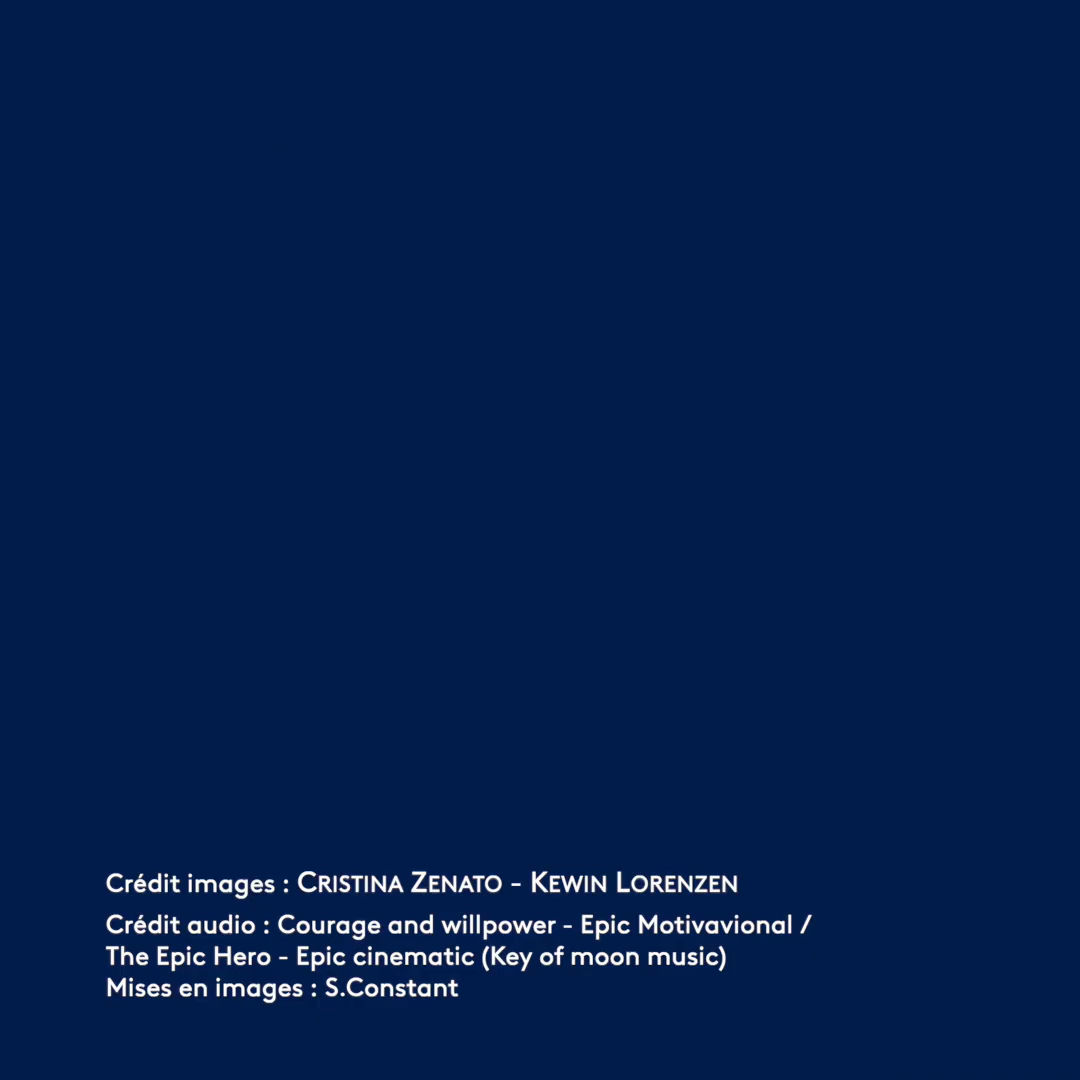 Crédit images : CRISTINA ZENATO - KEWIN LORENZEN
Crédit audio : Courage and willpower - Epic Motivavional /
The Epic Hero - Epic cinematic (Key of moon music)
Mises en images : S.Constant